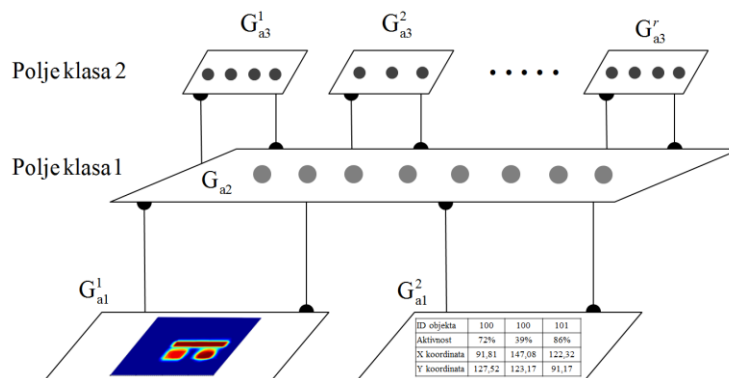 G¹ₐ₃ G²ₐ₃ Gʳₐ₃
Polje klasa 2
.....
Polje klasa 1
Gₐ₂
G¹ₐ₁ G²ₐ₁
ID objekta 100 100 101
Aktivnost 72% 39% 86%
X koordinata 91,81 147,08 122,32
Y koordinata 127,52 123,17 91,17